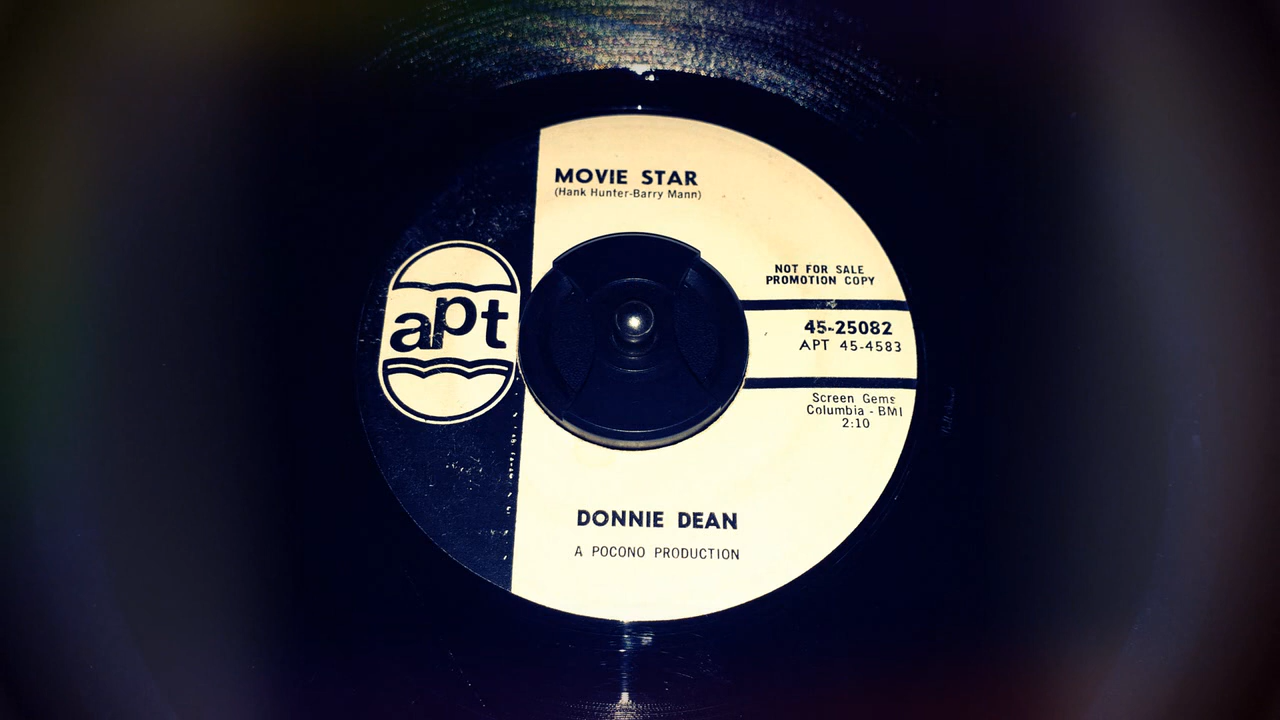 MOVIE STAR
(Hank Hunter-Barry Mann)
NOT FOR SALE
PROMOTION COPY
apt
45-25082
APT 45-4583
Screen Gems
Columbia - BMI
2:10
DONNIE DEAN
A POCONO PRODUCTION